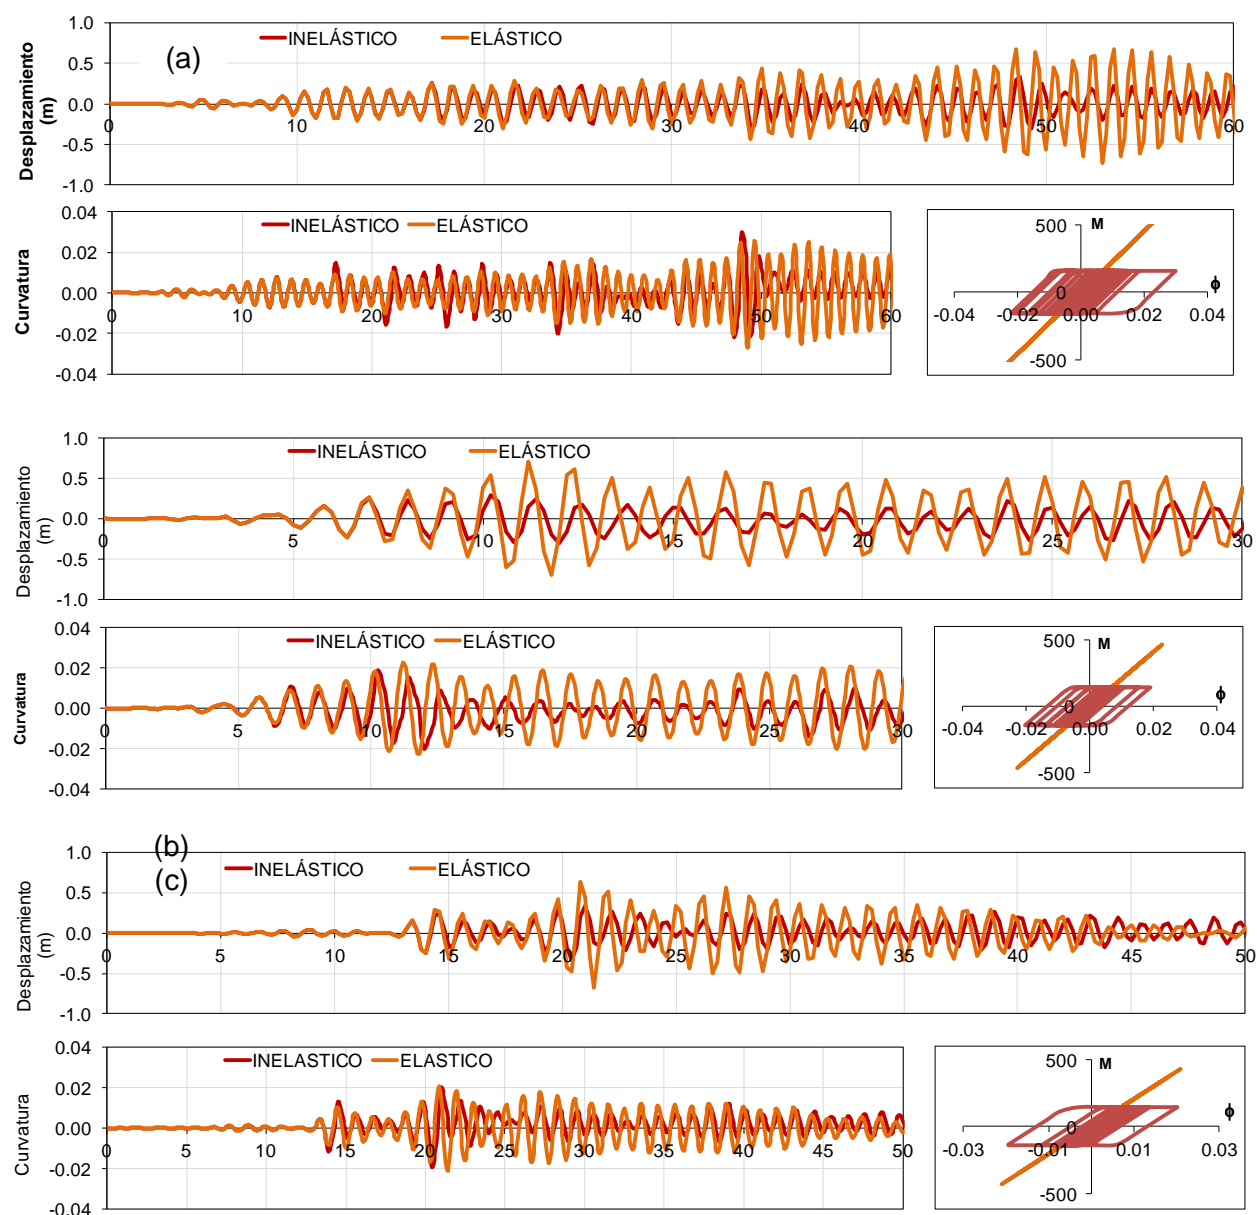 1.0
INELÁSTICO ELÁSTICO
(a)
0.5
0.0
0 10 20 30 40 50 60
-0.5
-1.0
Desplazamiento
(m)
0.04
INELÁSTICO ELÁSTICO
0.02
0.00
0 10 20 30 40 50 60
-0.02
-0.04
Curvatura
500 M
0 ϕ
-0.04 -0.02 0.00 0.02 0.04
-500
1.0
INELÁSTICO ELÁSTICO
0.5
0.0
0 5 10 15 20 25 30
-0.5
-1.0
Desplazamiento
(m)
0.04
INELÁSTICO ELÁSTICO
0.02
0.00
0 5 10 15 20 25 30
-0.02
-0.04
Curvatura
500 M
0 ϕ
-0.04 -0.02 0.00 0.02 0.04
-500
(b)
1.0
INELÁSTICO ELÁSTICO
(c)
0.5
0.0
0 5 10 15 20 25 30 35 40 45 50
-0.5
-1.0
Desplazamiento
(m)
0.04
INELASTICO ELASTICO
0.02
0.00
0 5 10 15 20 25 30 35 40 45 50
-0.02
-0.04
Curvatura
500 M
0 ϕ
-0.03 -0.01 0.01 0.03
-500